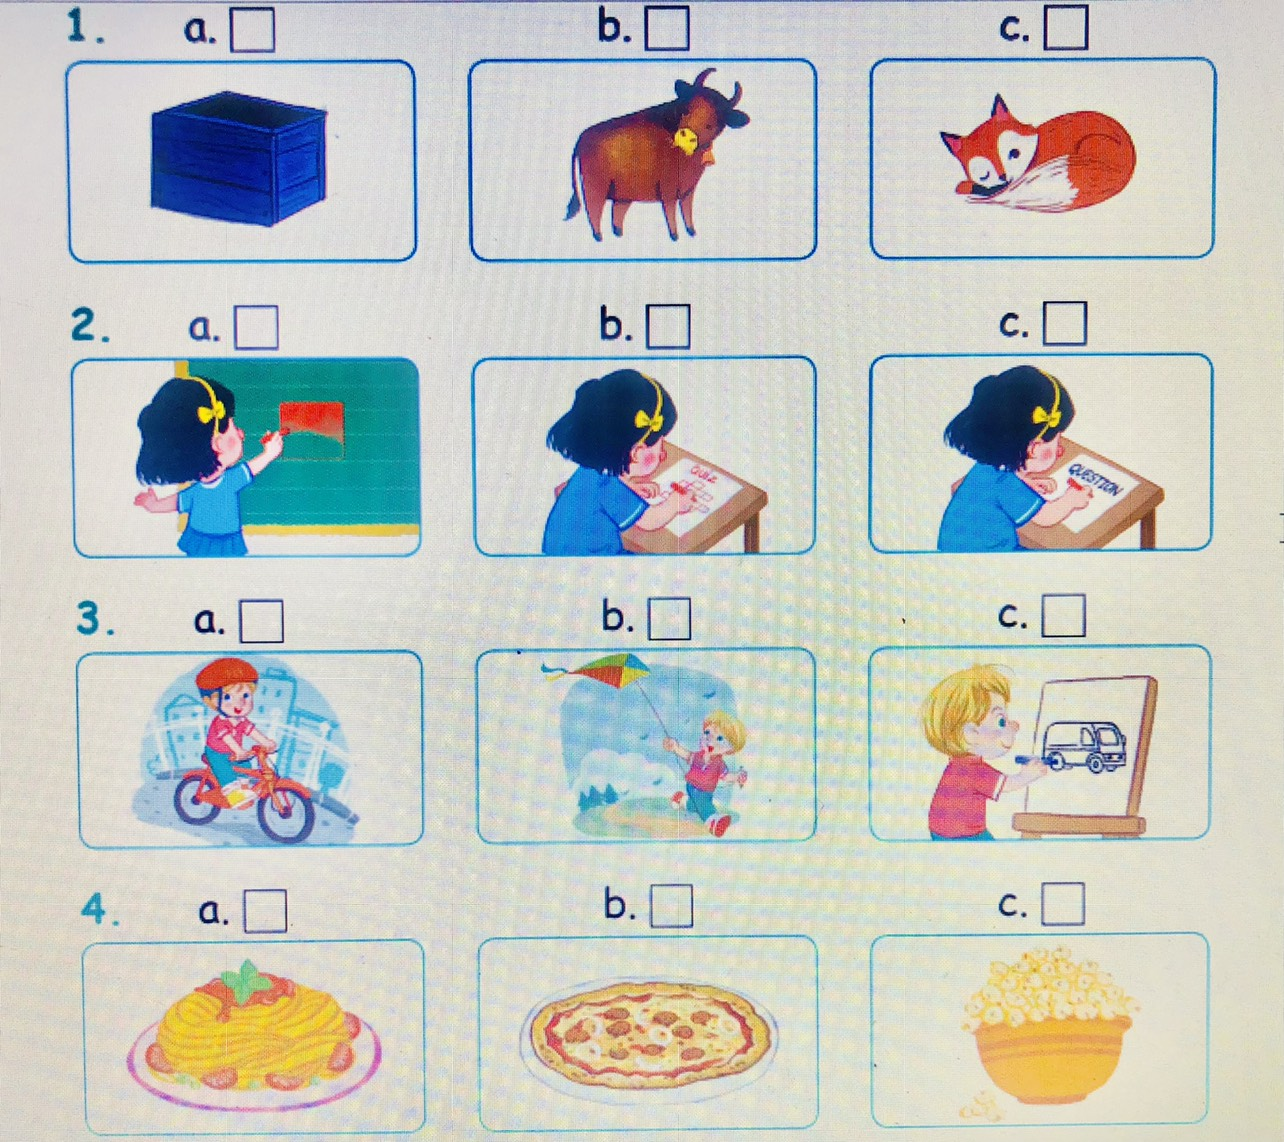 1. a. b. c.
2. a. b. c.
QUIZ
QUESTION
3. a. b. c.
4. a. b. c.